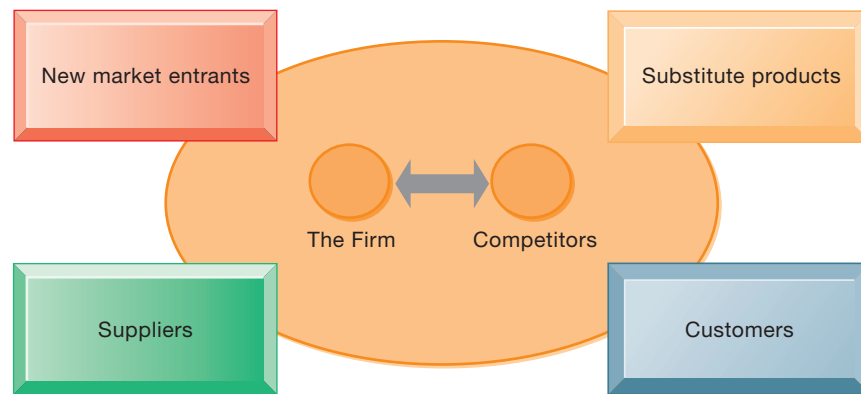 New market entrants
Substitute products
The Firm
Competitors
Suppliers
Customers